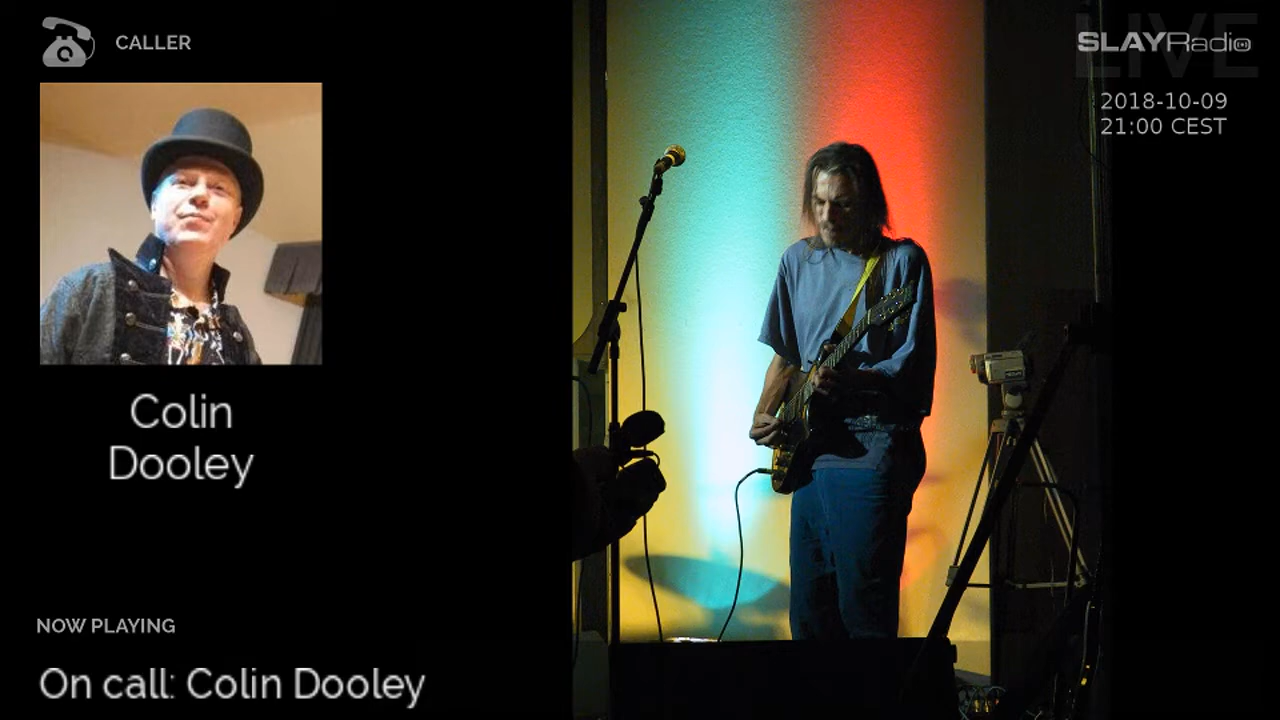 CALLER
LIVE
SLAYRadio
2018-10-09
21:00 CEST
Colin
Dooley
NOW PLAYING
On call: Colin Dooley